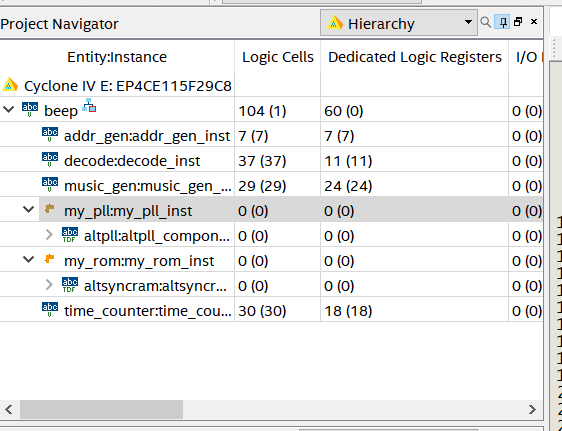 Project Navigator Hierarchy
Entity:Instance Logic Cells Dedicated Logic Registers I/O
Cyclone IV E: EP4CE115F29C8
beep 104 (1) 60 (0) 0 (0)
addr_gen:addr_gen_inst 7 (7) 7 (7) 0 (0)
decode:decode_inst 37 (37) 11 (11) 0 (0)
music_gen:music_gen_... 29 (29) 24 (24) 0 (0)
my_pll:my_pll_inst 0 (0) 0 (0) 0 (0)
altpll:altpll_compon... 0 (0) 0 (0) 0 (0)
my_rom:my_rom_inst 0 (0) 0 (0) 0 (0)
altsyncram:altsyncr... 0 (0) 0 (0) 0 (0)
time_counter:time_cou... 30 (30) 18 (18) 0 (0)